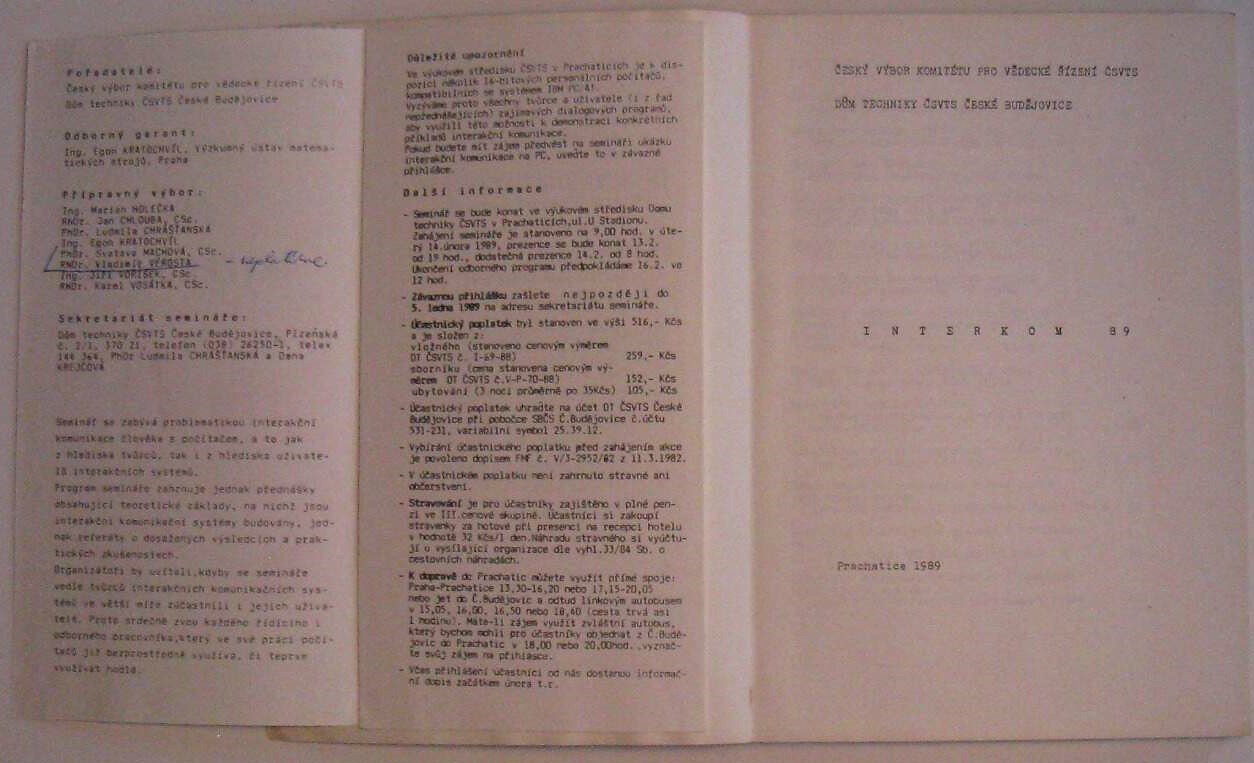 Pořadatelé:
Český výbor komitétu pro vědecké řízení ČSVTS
Dům techniky ČSVTS České Budějovice
Odborný garant:
Ing. Egon KRATOCHVÍL, Výzkumný ústav matema-
tických strojů, Praha
Přípravný výbor:
Ing. Marian HOLEČKA
RNDr. Jan CHLOUBA, CSc.
PhDr. Ludmila CHRÁŠŤANSKÁ
Ing. Egon KRATOCHVÍL
PhDr. Svatava MACHOVÁ, CSc.
RNDr. Vladimír VĚROSTA
Ing. Jiří VOŘÍŠEK, CSc.
RNDr. Karel VOSÁTKA, CSc.
Sekretariát semináře:
Dům techniky ČSVTS České Budějovice, Plzeňská
č. 2/1, 370 21, telefon (038) 26250-1, telex
144 364, PhDr Ludmila CHRÁŠŤANSKÁ a Dana
KREJČOVÁ
Seminář se zabývá problematikou interakční
komunikace člověka s počítačem, a to jak
z hlediska tvůrců, tak i z hlediska uživate-
lů interakčních systémů.
Program semináře zahrnuje jednak přednášky
obsahující teoretické základy, na nichž jsou
interakční komunikační systémy budovány, jed-
nak referáty o dosažených výsledcích a prak-
tických zkušenostech.
Organizátoři by uvítali,kdyby se semináře
vedle tvůrců interakčních komunikačních sys-
témů ve větší míře zúčastnili i jejich uživa-
telé. Proto srdečně zvou každého řídícího i
odborného pracovníka,který ve své práci počí-
tačů již bezprostředně využívá, či teprve
využívat hodlá.
Důležité upozornění
Ve výukovém středisku ČSVTS v Prachaticích je k dis-
pozici několik 16-bitových personálních počítačů,
kompatibilních se systémem IBM PC/AT.
Vyzýváme proto všechny tvůrce a uživatele (i z řad
nepřednášejících) zajímavých dialogových programů,
aby využili této možnosti k demonstraci konkrétních
příkladů interakční komunikace.
Pokud budete mít zájem předvést na semináři ukázku
interakční komunikace na PC, uveďte to v závazné
přihlášce.
Další informace
- Seminář se bude konat ve výukovém středisku Domu
techniky ČSVTS v Prachaticích,ul.U Stadionu.
Zahájení semináře je stanoveno na 9,00 hod. v úte-
rý 14.února 1989, prezence se bude konat 13.2.
od 19 hod., dodatečná prezence 14.2. od 8 hod.
Ukončení odborného programu předpokládáme 16.2. ve
12 hod.
- Závaznou přihlášku zašlete nejpozději do
5. ledna 1989 na adresu sekretariátu semináře.
- Účastnický poplatek byl stanoven ve výši 516,- Kčs
a je složen z:
vložného (stanoveno cenovým výměrem
DT ČSVTS č. I-69-88) 259,- Kčs
sborníku (cena stanovena cenovým vý-
měrem DT ČSVTS č.V-P-70-88) 152,- Kčs
ubytování (3 noci průměrně po 35Kčs) 105,- Kčs
- Účastnický poplatek uhraďte na účet DT ČSVTS České
Budějovice při pobočce SBČS Č.Budějovice č.účtu
531-231, variabilní symbol 25.39.12.
- Vybírání účastnického poplatku před zahájením akce
je povoleno dopisem FMF č. V/3-2952/82 z 11.3.1982.
- V účastnickém poplatku není zahrnuto stravné ani
občerstvení.
- Stravování je pro účastníky zajištěno v plné pen-
zi ve III.cenové skupině. Účastníci si zakoupí
stravenky za hotové při presenci na recepci hotelu
v hodnotě 32 Kčs/1 den.Náhradu stravného si vyúčtu-
jí u vysílající organizace dle vyhl.33/84 Sb. o
cestovních náhradách.
- K dopravě do Prachatic můžete využít přímé spoje:
Praha-Prachatice 13,30-16,20 nebo 17,15-20,05
nebo jet do Č.Budějovic a odtud linkovým autobusem
v 15,05, 16,00, 16,50 nebo 18,40 (cesta trvá asi
1 hodinu). Máte-li zájem využít zvláštní autobus,
který bychom mohli pro účastníky objednat z Č.Budě-
jovic do Prachatic v 18,00 nebo 20,00hod.,vyznač-
te svůj zájem na přihlášce.
- Včas přihlášení účastníci od nás dostanou informač-
ní dopis začátkem února t.r.
ČESKÝ VÝBOR KOMITÉTU PRO VĚDECKÉ ŘÍZENÍ ČSVTS
DŮM TECHNIKY ČSVTS ČESKÉ BUDĚJOVICE
INTERKOM 89
Prachatice 1989